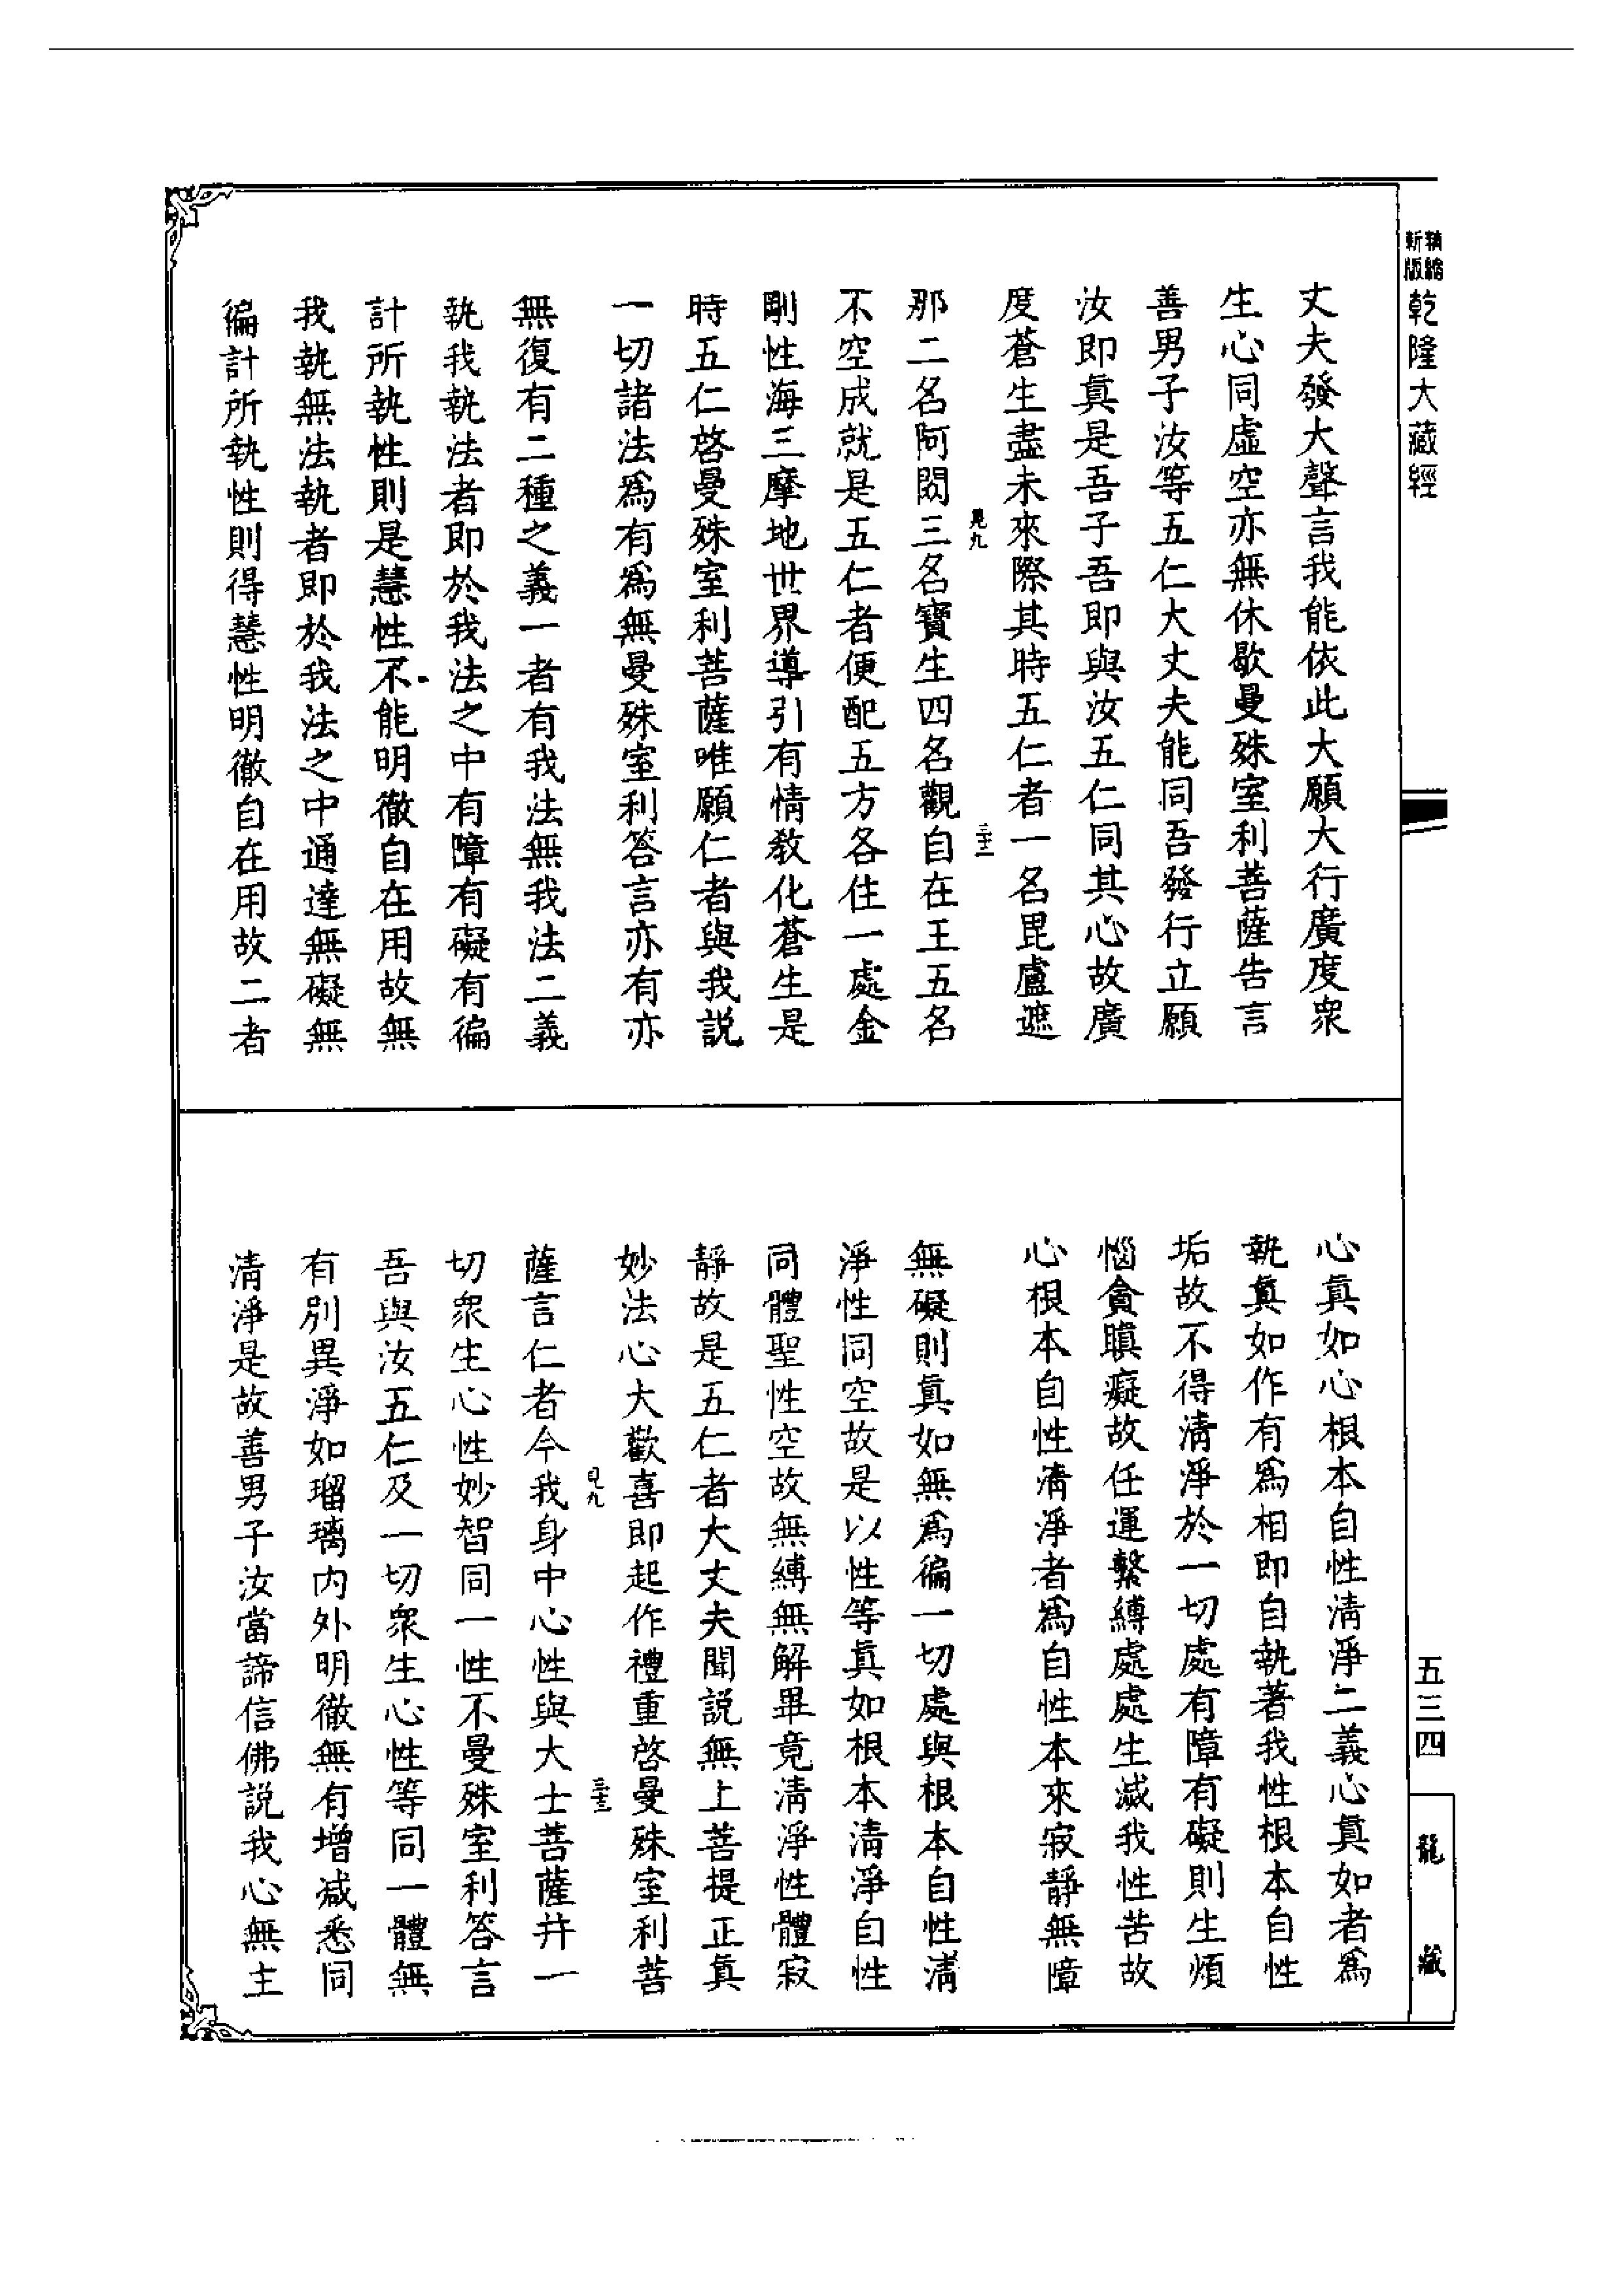 新縮
版縮
乾隆大藏經
丈夫發大聲言我能依此大願大行廣度衆
生心同虛空亦無休歇曼殊室利菩薩告言
善男子汝等五仁大丈夫能同吾發行立願
汝即眞是吾子吾即與汝五仁同其心故廣
度蒼生盡未來際其時五仁者一名毘盧遮
那二名阿閦三名寶生四名觀自在王五名
不空成就是五仁者便配五方各住一處金
剛性海三摩地世界導引有情敎化蒼生是
時五仁啓曼殊室利菩薩唯願仁者與我説
一切諸法爲有爲無曼殊室利答言亦有亦
無復有二種之義一者有我法無我法二義
執我執法者即於我法之中有障有礙有徧
計所執性則是慧性不能明徹自在用故無
我執無法執者即於我法之中通達無礙無
徧計所執性則得慧性明徹自在用故二者
心眞如心根本自性清淨二義心眞如者爲
執眞如作有爲相即自執著我性根本自性
垢故不得清淨於一切處有障有礙則生煩
惱貪瞋癡故任運繫縛處處生滅我性苦故
心根本自性清淨者爲自性本來寂靜無障
無礙則眞如無爲徧一切處與根本自性清
淨性同空故是以性等眞如根本清淨自性
同體聖性空故無縛無解畢竟清淨性體寂
靜故是五仁者大丈夫聞説無上菩提正眞
妙法心大歡喜即起作禮重啓曼殊室利菩
薩言仁者今我身中心性與大士菩薩并一
切衆生心性妙智同一性不曼殊室利答言
吾與汝五仁及一切衆生心性等同一體無
有別異淨如瑠璃内外明徹無有增減悉同
清淨是故善男子汝當諦信佛説我心無主
五三四
龍藏